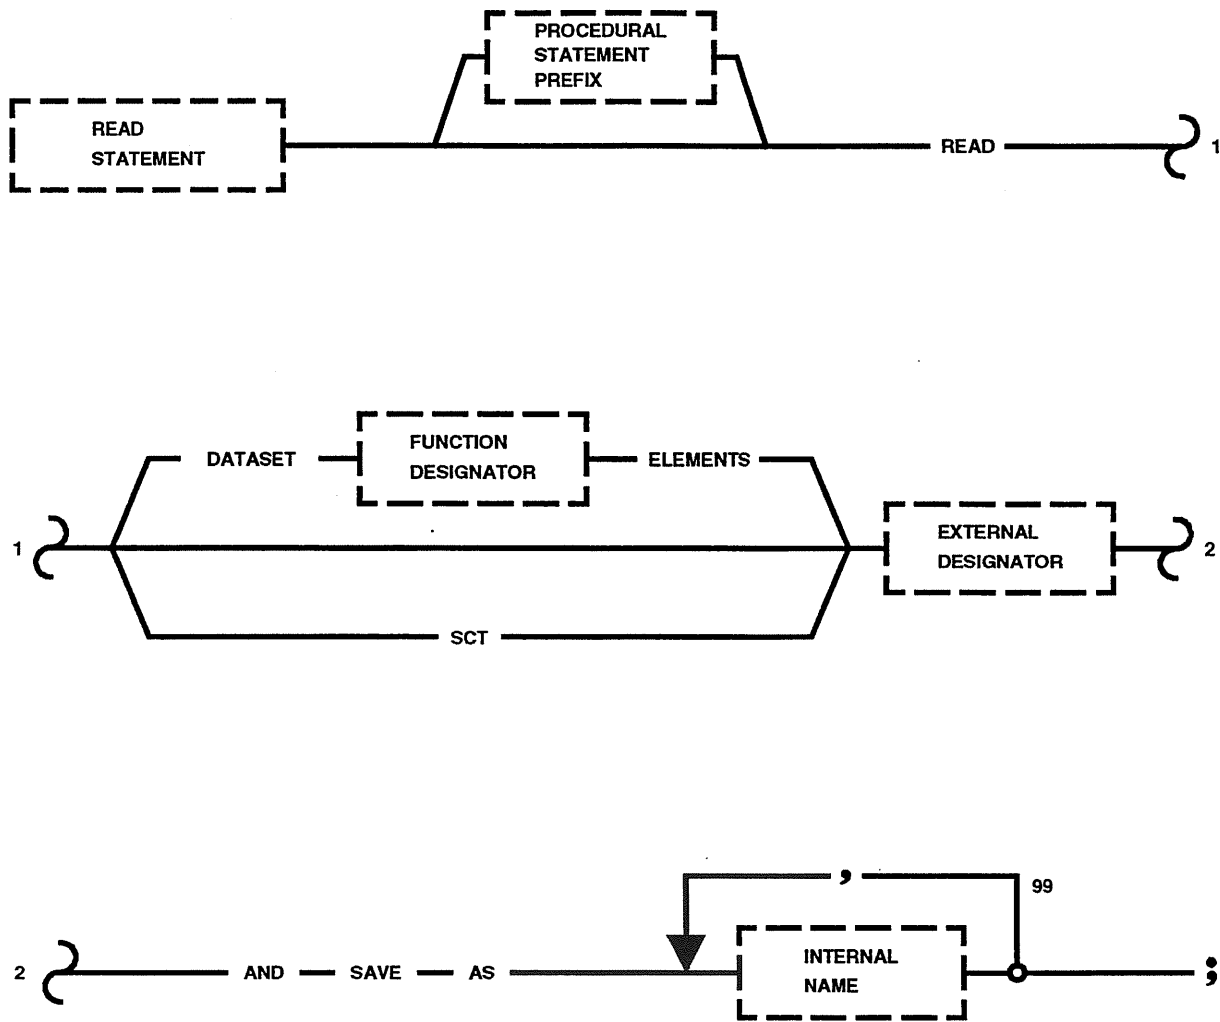 PROCEDURAL
STATEMENT
PREFIX
READ
STATEMENT
READ
1
DATASET
FUNCTION
DESIGNATOR
ELEMENTS
1
EXTERNAL
DESIGNATOR
2
SCT
,
99
2
AND
SAVE
AS
INTERNAL
NAME
;